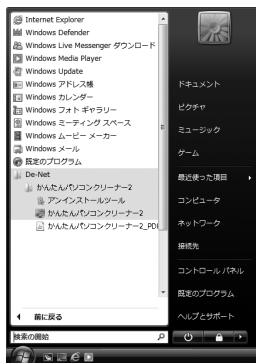 Internet Explorer
Windows Defender
Windows Live Messenger ダウンロード
Windows Media Player
Windows Update
Windows アドレス帳
Windows カレンダー
Windows フォト ギャラリー
Windows ミーティング スペース
Windows ムービー メーカー
Windows メール
既定のプログラム
De-Net
かんたんパソコンクリーナー2
アンインストールツール
かんたんパソコンクリーナー2
かんたんパソコンクリーナー2_PDF
前に戻る
検索の開始
ドキュメント
ピクチャ
ミュージック
ゲーム
最近使った項目
コンピュータ
ネットワーク
接続先
コントロール パネル
既定のプログラム
ヘルプとサポート